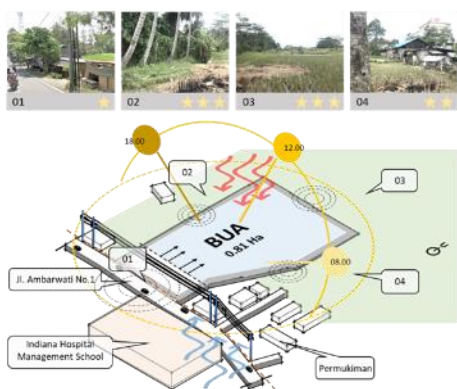 01
02
03
04
18.00
12.00
02
03
BUA
0.81 Ha
01
08.00
04
Jl. Ambarwati No.1
Indiana Hospital
Management School
Permukiman